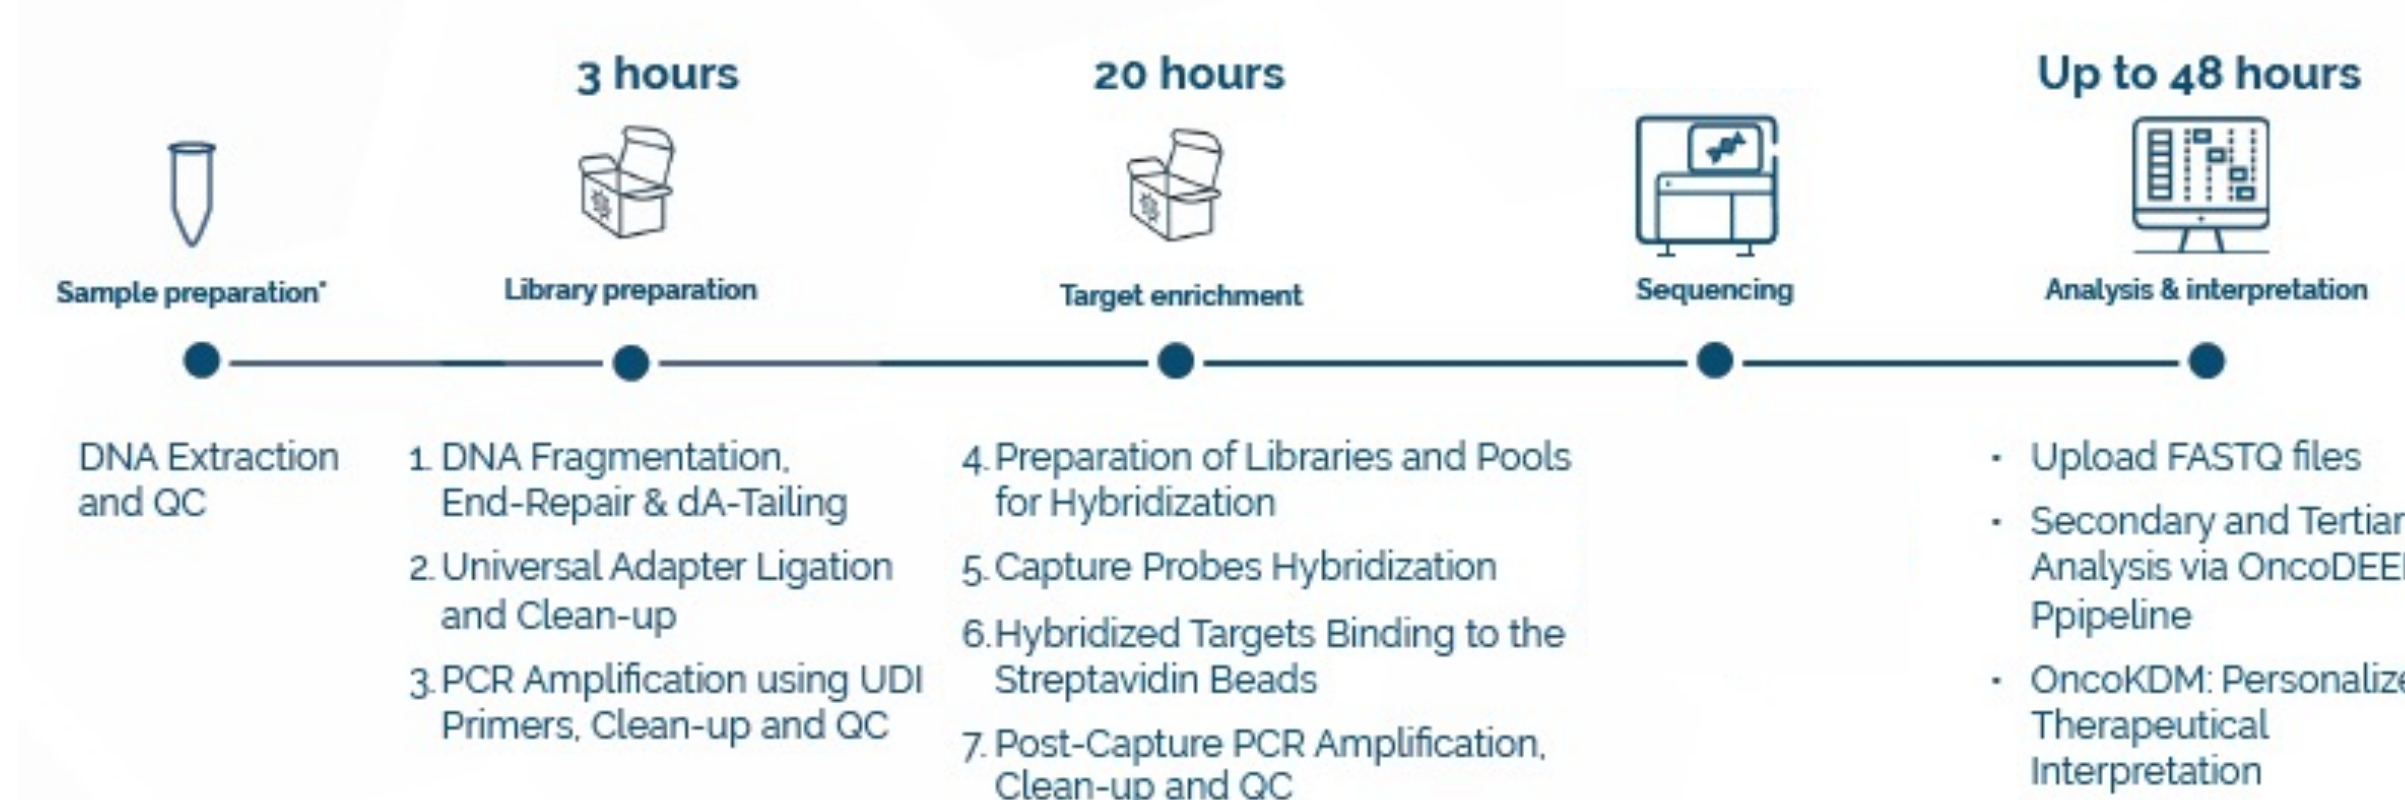 3 hours
20 hours
Up to 48 hours
Sample preparation*
Library preparation
Target enrichment
Sequencing
Analysis & interpretation
DNA Extraction
and QC
1. DNA Fragmentation,
End-Repair & dA-Tailing
2. Universal Adapter Ligation
and Clean-up
3. PCR Amplification using UDI
Primers, Clean-up and QC
4. Preparation of Libraries and Pools
for Hybridization
5. Capture Probes Hybridization
6. Hybridized Targets Binding to the
Streptavidin Beads
7. Post-Capture PCR Amplification,
Clean-up and QC
• Upload FASTQ files
• Secondary and Tertiar
Analysis via OncoDEE
Ppipeline
• OncoKDM: Personalize
Therapeutical
Interpretation